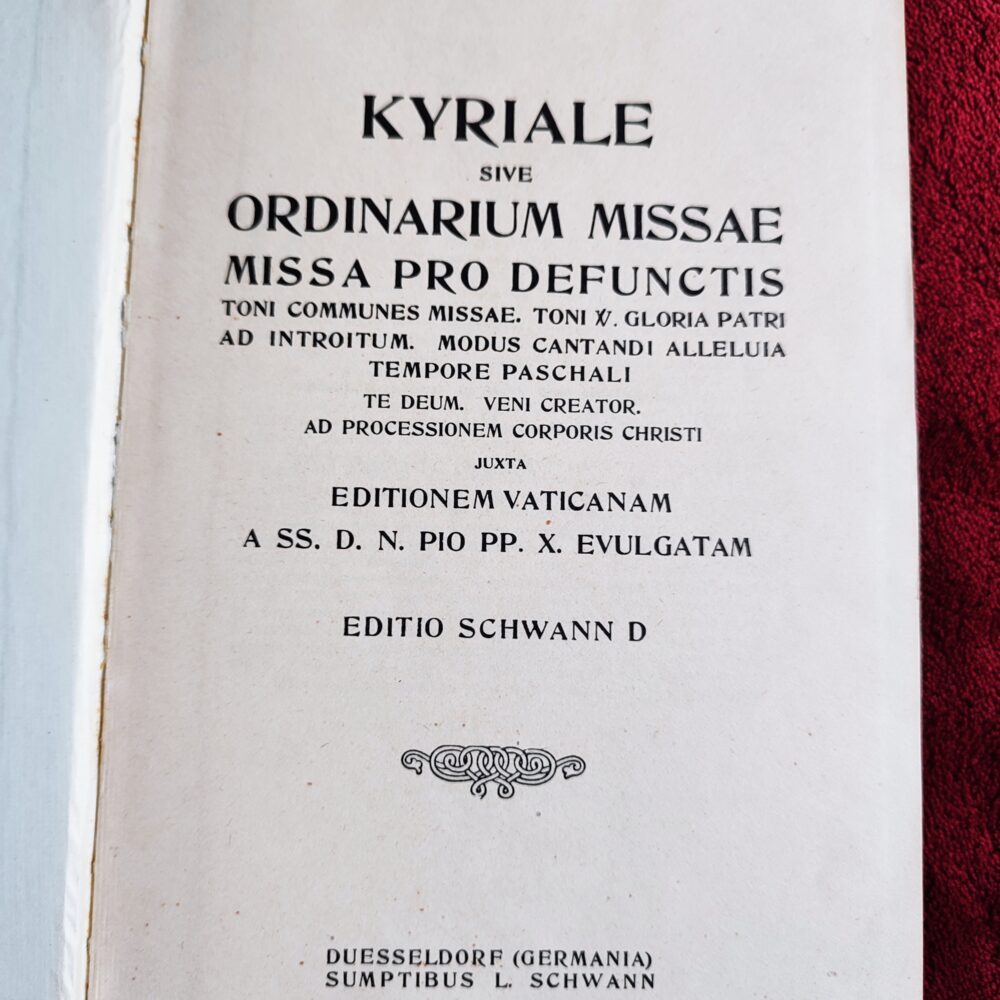 KYRIALE
SIVE
ORDINARIUM MISSAE
MISSA PRO DEFUNCTIS
TONI COMMUNES MISSAE. TONI ℣. GLORIA PATRI
AD INTROITUM. MODUS CANTANDI ALLELUIA
TEMPORE PASCHALI
TE DEUM. VENI CREATOR.
AD PROCESSIONEM CORPORIS CHRISTI
JUXTA
EDITIONEM VATICANAM
A SS. D. N. PIO PP. X. EVULGATAM
EDITIO SCHWANN D
DUESSELDORF (GERMANIA)
SUMPTIBUS L. SCHWANN